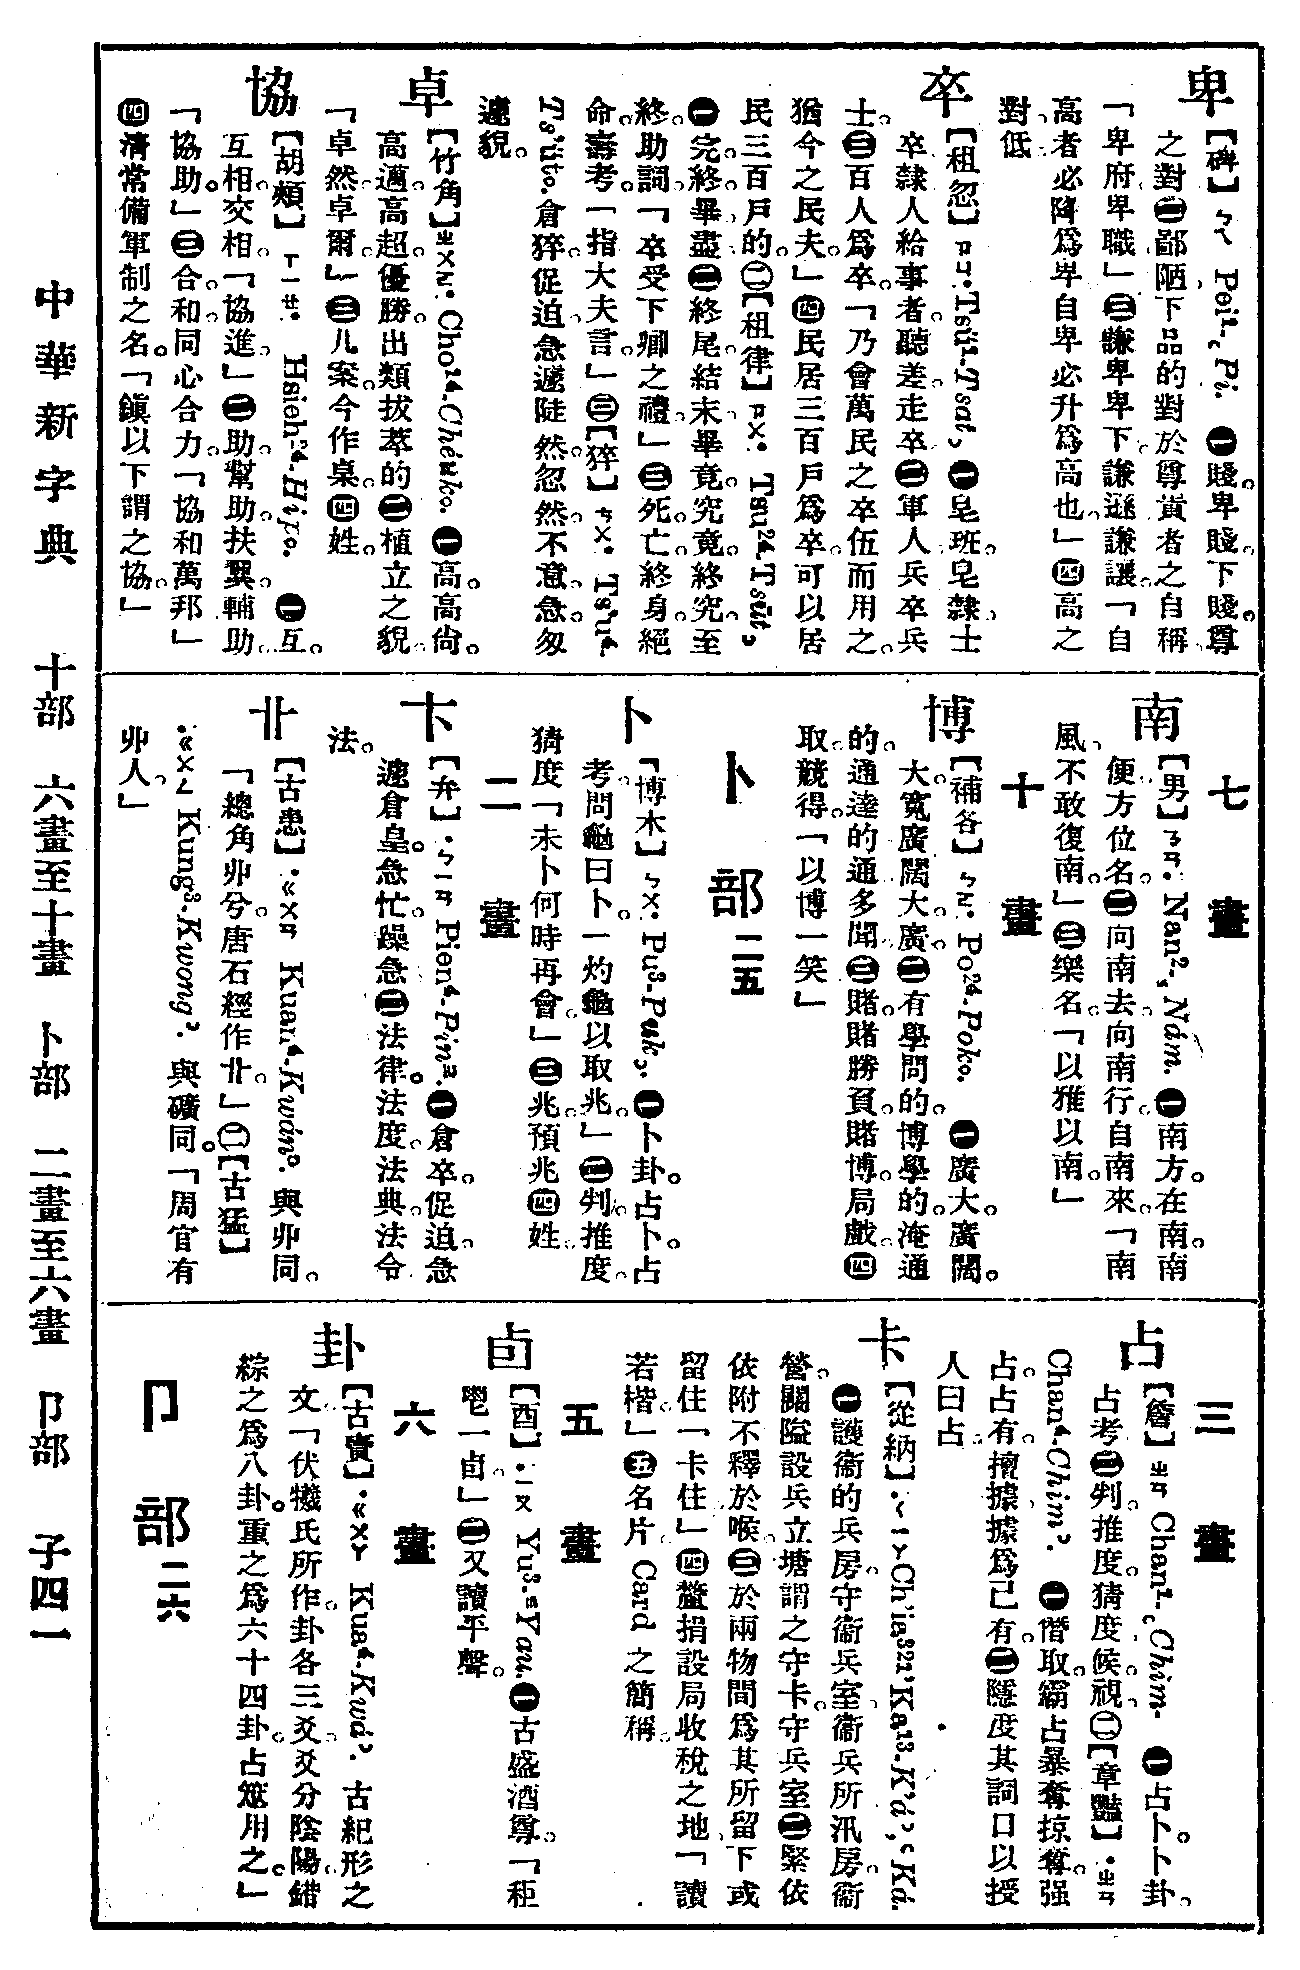 卑【碑】ㄅㄟ Pei¹·, Pi. ㊀賤。卑賤。下賤。尊
之對㊁鄙陋。下品的對於尊貴者之自稱。
「卑府卑職」㊂謙卑卑下。謙遜謙讓。「自
高者必降爲卑自卑必升爲高也」㊃高之
對。低
卒【租忽】ㄗㄩ·Tsü¹·Tsat, ㊀皂班。皂隸士
卒隸人給事者。聽差。走卒㊁軍人兵卒兵
士。㊂百人爲卒。「乃會萬民之卒伍而用之。
猶今之民夫。」㊃民居三百戶爲卒。可以居
民三百戶的㊁【租律】ㄗㄨ· Tsu²⁴·Tsüt,
㊀完。終。畢盡㊁終尾。結末。畢竟。究竟。終究。至
終。助詞。「卒受下卿之禮。」㊂死。亡。終身。絕
命。壽考。「指大夫言。」㊂【猝】ㄘㄨ· Ts'u⁴·
Ts'üto。倉猝。促迫。急遽。陡然。忽然。不意。急匆
遽貌。
卓【竹角】ㄓㄨㄛ·Cho¹⁴·Chéuko。㊀高。高尙。
高邁。高超。優勝。出類拔萃的㊁植立之貌。
「卓然卓爾。」㊂几案。今作桌。㊃姓。
協【胡頰】ㄒㄧㄝ· Hsieh²⁴·Hipo。㊀互。
互相。交相。「協進。」㊁助。幫助。扶翼。輔助。
「協助。」㊂合。和。同心合力。「協和萬邦」
㊃淸常備軍制之名。「鎮以下謂之協。」
七　畫
南【男】ㄋㄢ· Nan²·, Nám. ㊀南方。在南。南
便方位名。㊁向南去。向南行。自南來。「南
風。不敢復南。」㊂樂名。「以雅以南。」
十　畫
博【補各】ㄅㄛ· Po²⁴·Poko。 ㊀廣大。廣闊。
大。寬廣闊大。廣。㊁有學問的。博學的。淹通
的。通達的通多聞。㊂賭。賭勝負。賭博。局戲。㊃
取。競得。「以博一笑」
卜　部　二五
卜「博木】ㄅㄨ· Pu³·Puk,。㊀卜卦。占卜。占
考。問龜曰卜。「灼龜以取兆」㊁判。推度。
猜度「未卜何時再會。」㊂兆。預兆㊃姓。
二　畫
卞【弁】·ㄅㄧㄢ Pien⁴·Pin². ㊀倉卒。促迫。急
遽。倉皇。急忙。躁急㊁法律。法度。法典。法令
法。
卝【古患】·ㄍㄨㄢ Kuan⁴·Kwán°. 與丱同。
「總角丱兮。唐石經作卝。」㊁【古猛】
·ㄍㄨㄥ Kung³·Kwong². 與礦同。「周官有
丱人。」
三　畫
占【詹】ㄓㄢ Chan¹·, Chim· ㊀占卜。卜卦。
占考㊁判。推度。猜度。候。視。㊁【章豔】·ㄓㄢ
Chan⁴·Chim². ㊀僭取。霸占。暴奪掠奪。强
占。占有。擅據。據爲己有。㊁隱度其詞口以授
人曰占。
卡【從納】·ㄑㄧㄚCh'ia³²¹'Ka¹³·K'á², Ká.
㊀護衞的兵房。守衞兵室。衞兵所。汛房。衞
營。關隘設兵立塘謂之守卡。守兵室㊁緊依
依附不釋於喉。㊂於兩物間爲其所留下或
留住「卡住」㊃釐捐設局收稅之地。「讀
若楷」㊄名片 Card 之簡稱。
五　畫
卣【酉】·ㄧㄡ Yu³·Yau. ㊀古盛酒尊。「秬
鬯一卣。」㊁又讀平聲。
六　畫
卦【古賣】·ㄍㄨㄚ Kua⁴·Kwá². 古紀形之
文。「伏犧氏所作。卦各三爻。爻分陰陽。錯
綜之爲八卦。重之爲六十四卦。占筮用之。」
卩　部　二六
中華新字典　十部　六畫至十畫　卜部　二畫至六畫　卩部　子四一